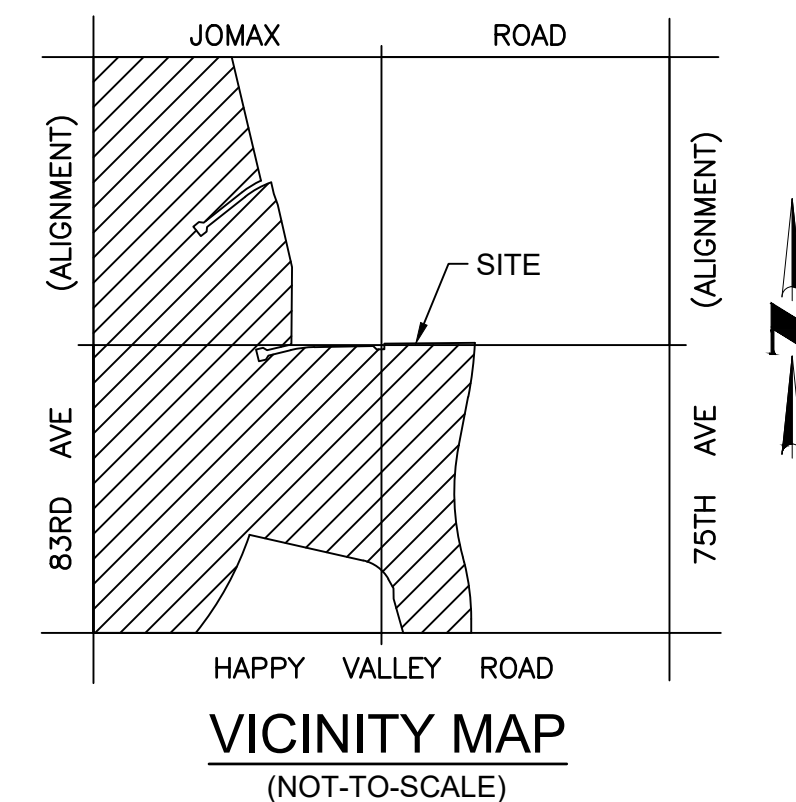 JOMAX ROAD
(ALIGNMENT)
(ALIGNMENT)
SITE
83RD AVE
75TH AVE
HAPPY VALLEY ROAD
VICINITY MAP
(NOT-TO-SCALE)